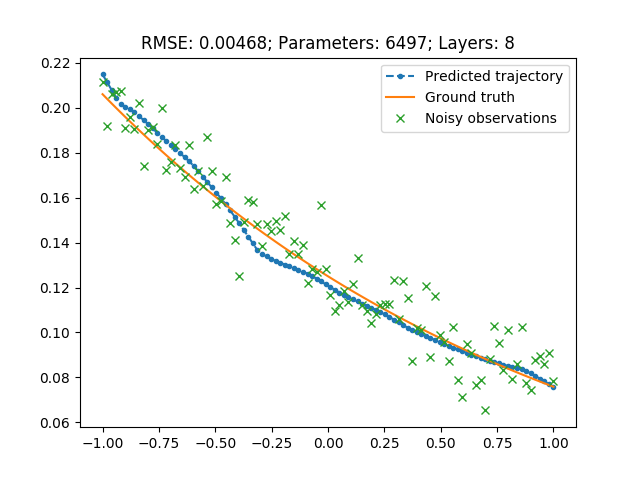 RMSE: 0.00468; Parameters: 6497; Layers: 8
Predicted trajectory
Ground truth
Noisy observations
0.22
0.20
0.18
0.16
0.14
0.12
0.10
0.08
0.06
−1.00 −0.75 −0.50 −0.25 0.00 0.25 0.50 0.75 1.00